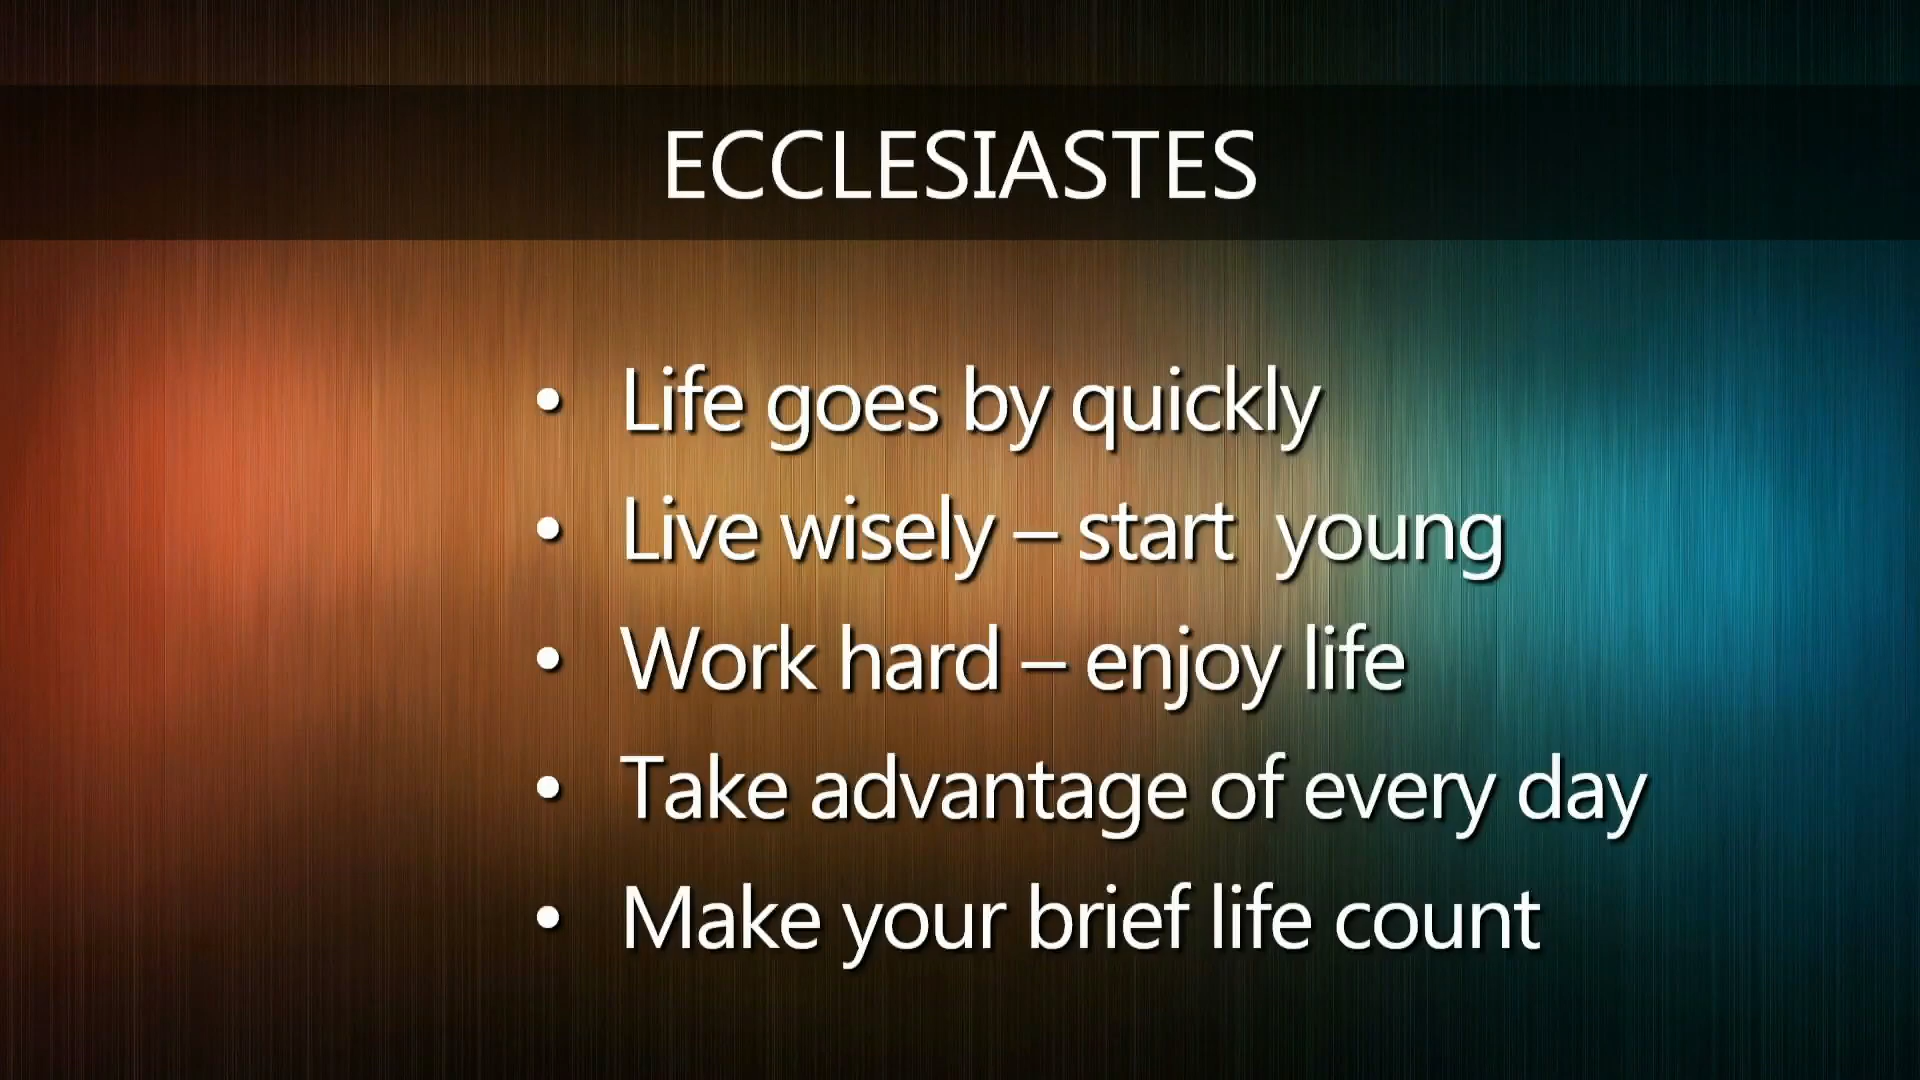 ECCLESIASTES
• Life goes by quickly
• Live wisely – start  young
• Work hard – enjoy life
• Take advantage of every day
• Make your brief life count